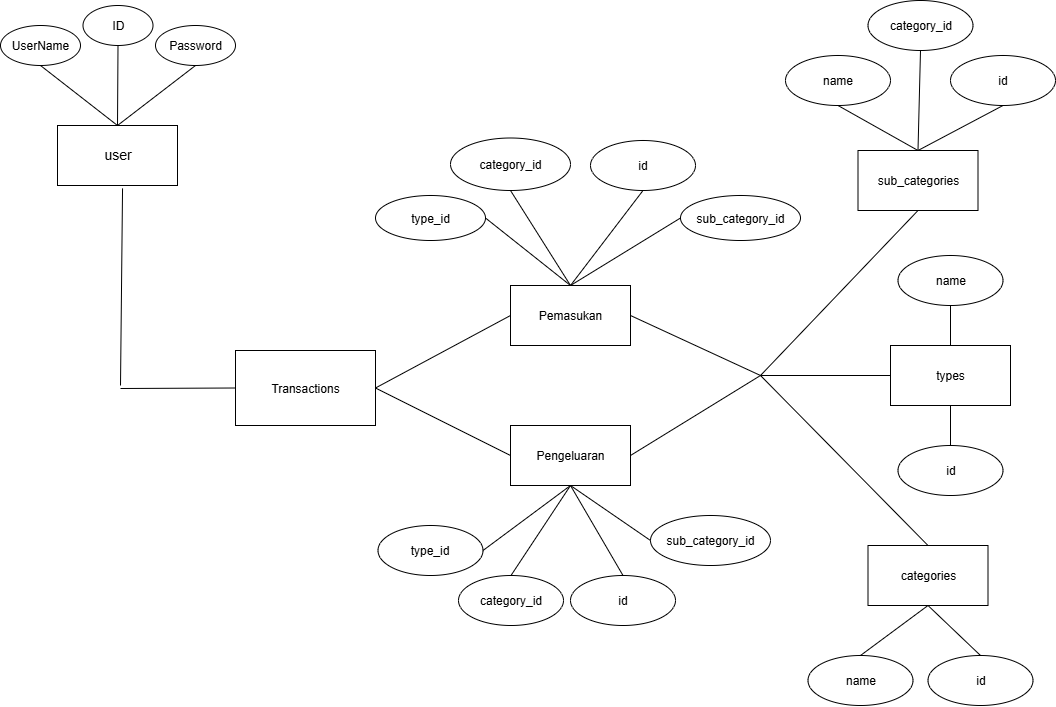 ID
UserName
Password
user
category_id
name
id
sub_categories
category_id
id
type_id
sub_category_id
Pemasukan
name
types
id
Transactions
Pengeluaran
type_id
sub_category_id
category_id
id
categories
name
id